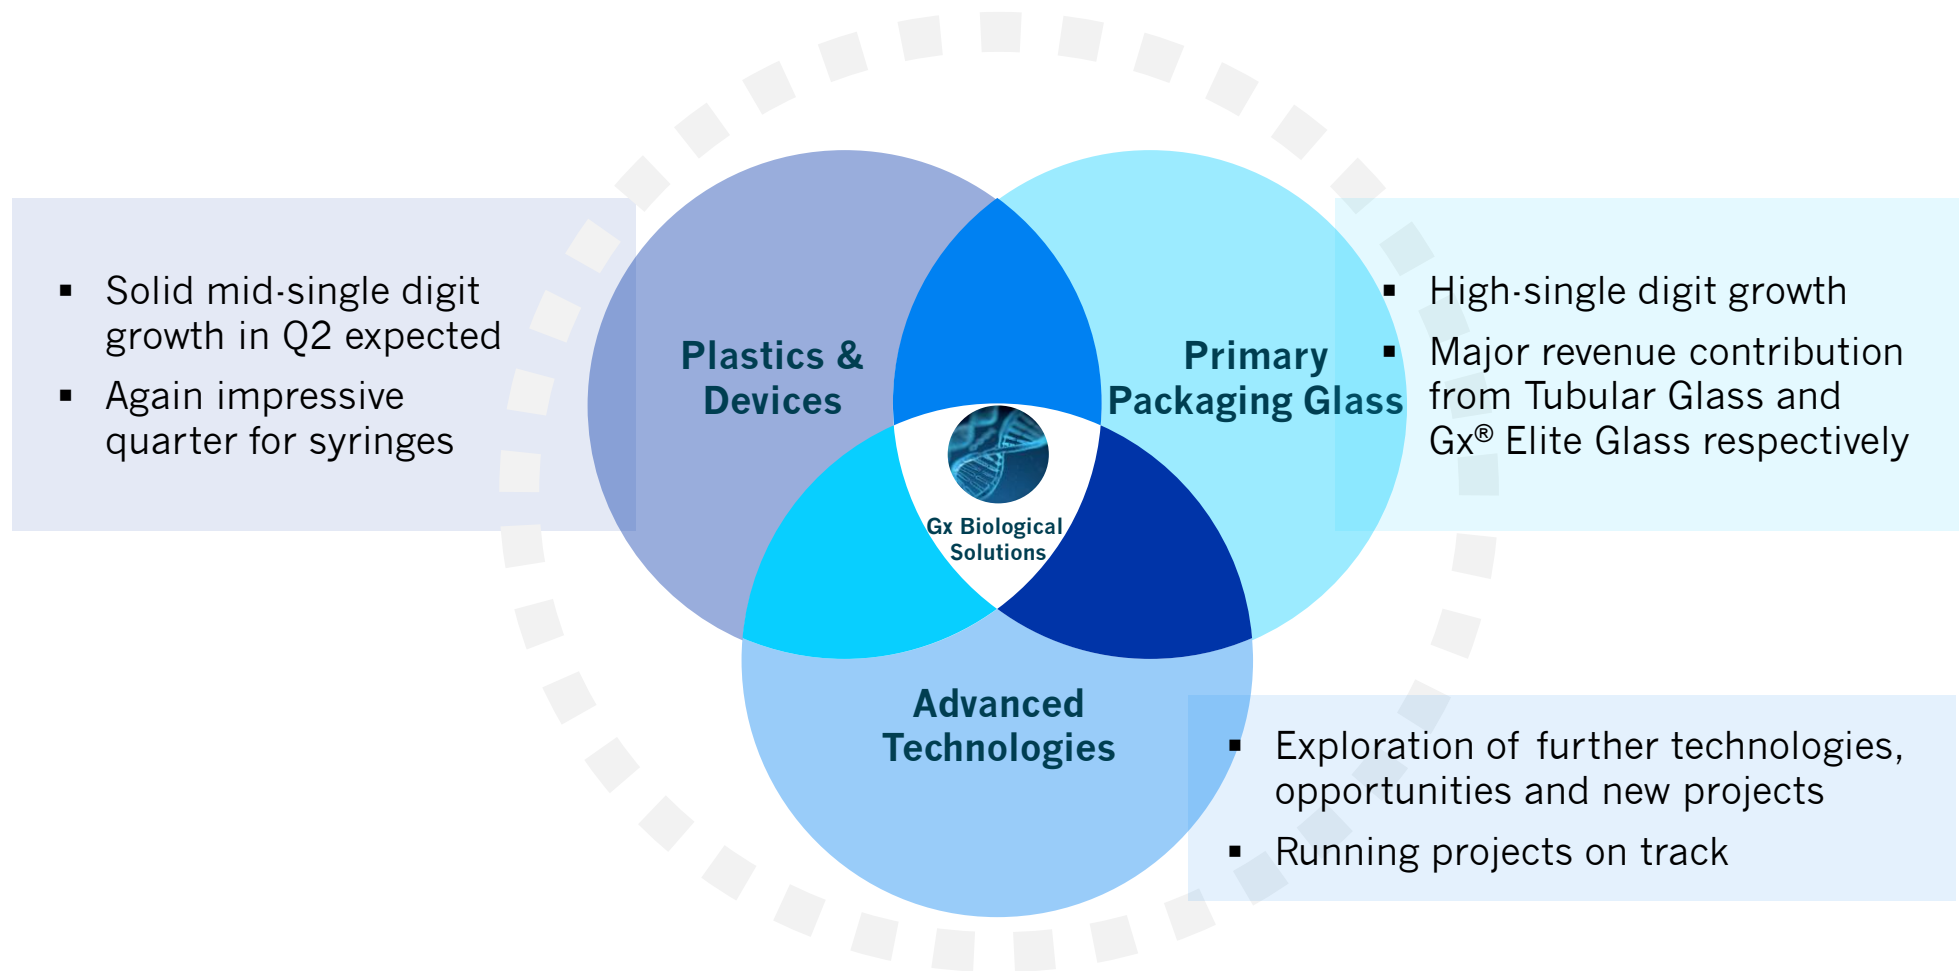 ▪ Solid mid-single digit
growth in Q2 expected
▪ Again impressive
quarter for syringes
Plastics &
Devices
Primary
Packaging Glass
▪ High-single digit growth
▪ Major revenue contribution
from Tubular Glass and
Gx® Elite Glass respectively
Gx Biological
Solutions
Advanced
Technologies
▪ Exploration of further technologies,
opportunities and new projects
▪ Running projects on track